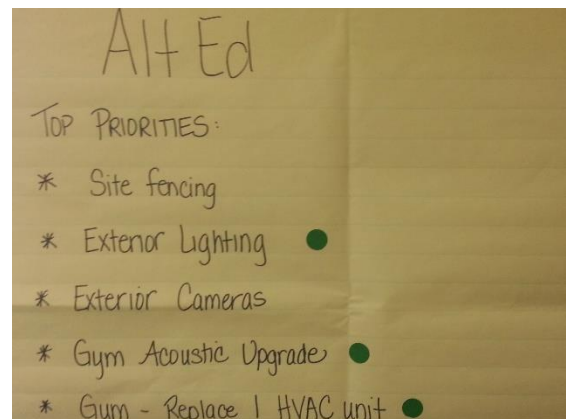 Alt Ed
TOP PRIORITIES:
* Site fencing
* Exterior Lighting
* Exterior Cameras
* Gym Acoustic Upgrade
* Gym - Replace 1 HVAC unit